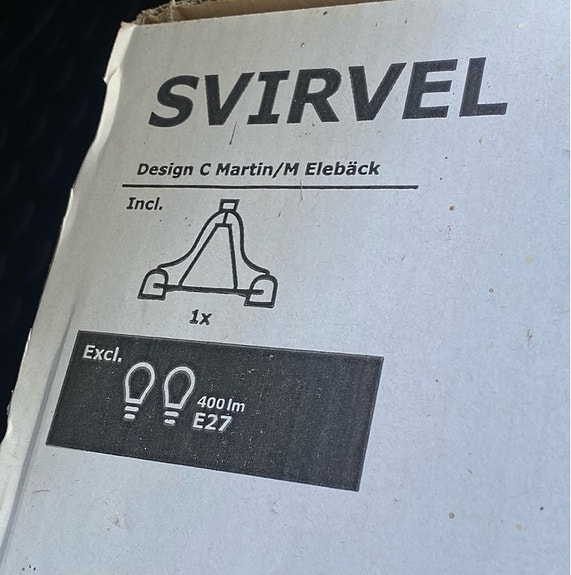 SVIRVEL
Design C Martin/M Elebäck
Incl.
1x
Excl.
400 lm
E27